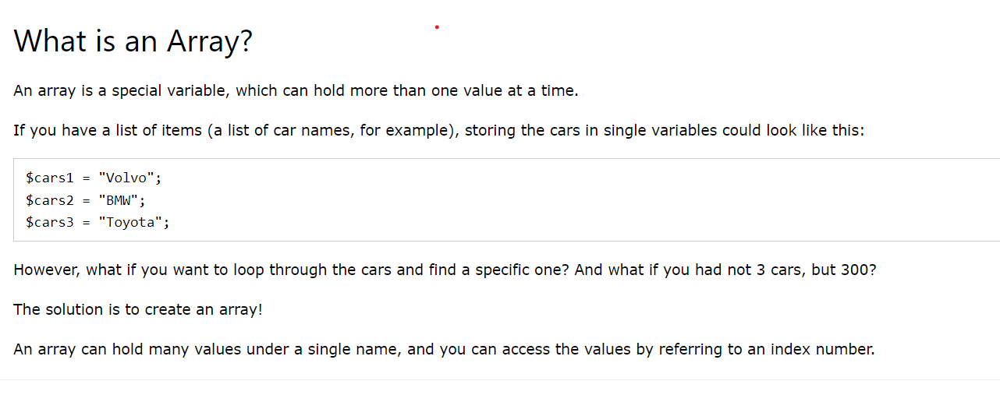 What is an Array?
An array is a special variable, which can hold more than one value at a time.
If you have a list of items (a list of car names, for example), storing the cars in single variables could look like this:
$cars1 = "Volvo";
$cars2 = "BMW";
$cars3 = "Toyota";
However, what if you want to loop through the cars and find a specific one? And what if you had not 3 cars, but 300?
The solution is to create an array!
An array can hold many values under a single name, and you can access the values by referring to an index number.